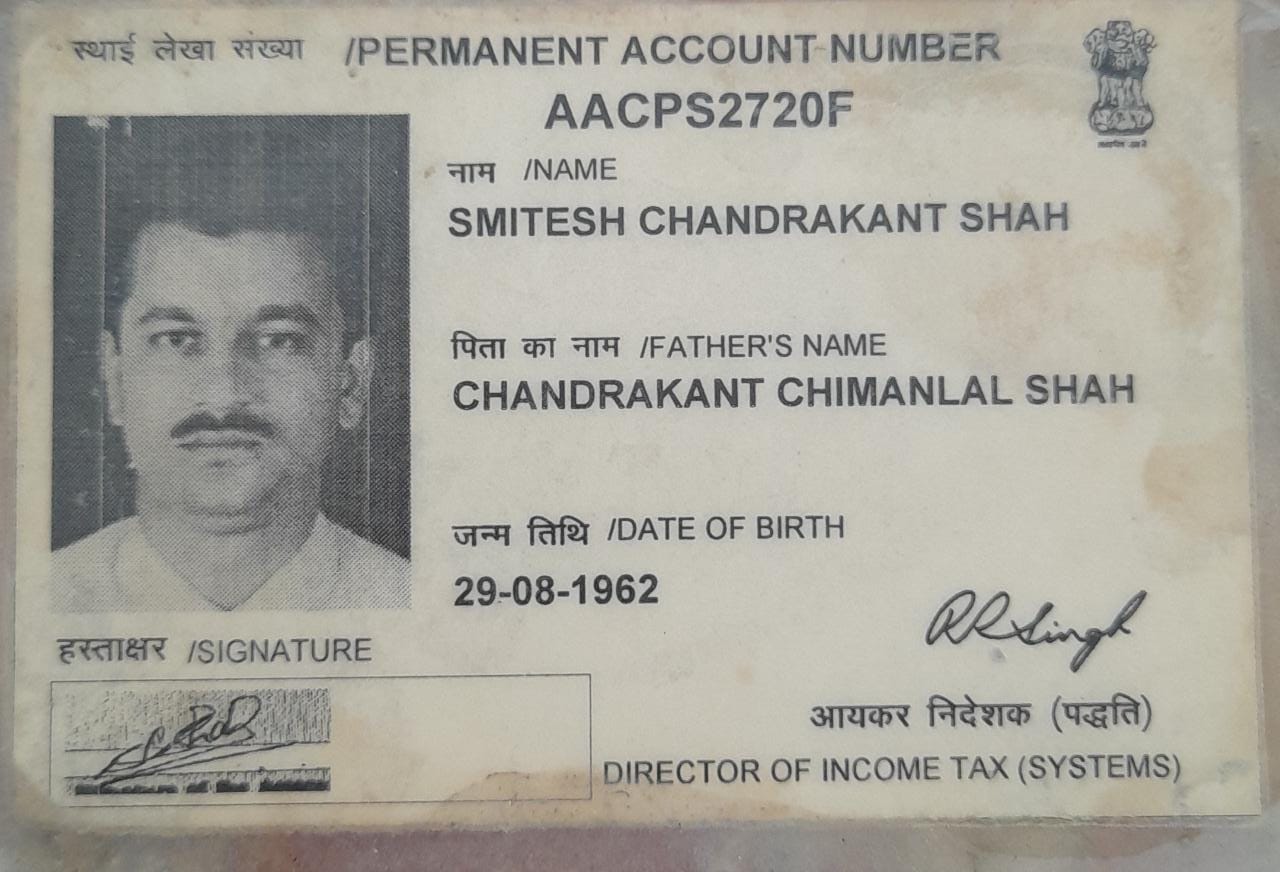 स्थाई लेखा संख्या /PERMANENT ACCOUNT NUMBER
AACPS2720F
नाम /NAME
SMITESH CHANDRAKANT SHAH
पिता का नाम /FATHER'S NAME
CHANDRAKANT CHIMANLAL SHAH
जन्म तिथि /DATE OF BIRTH
29-08-1962
हस्ताक्षर /SIGNATURE
RRSingh
आयकर निदेशक (पद्धति)
DIRECTOR OF INCOME TAX (SYSTEMS)